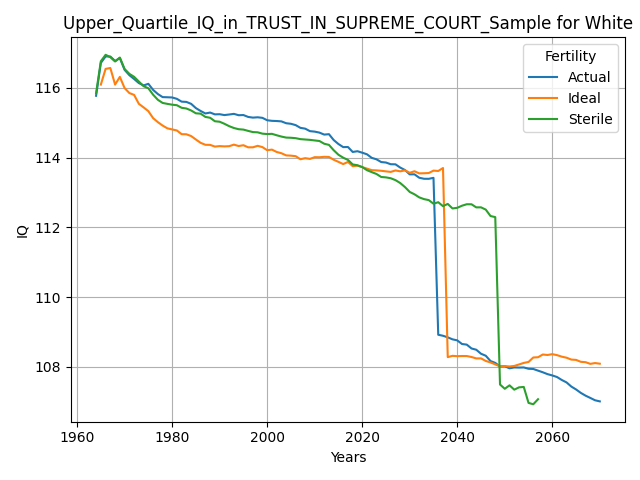 Upper_Quartile_IQ_in_TRUST_IN_SUPREME_COURT_Sample for White
Fertility
Actual
Ideal
Sterile
IQ
116
114
112
110
108
1960
1980
2000
2020
2040
2060
Years